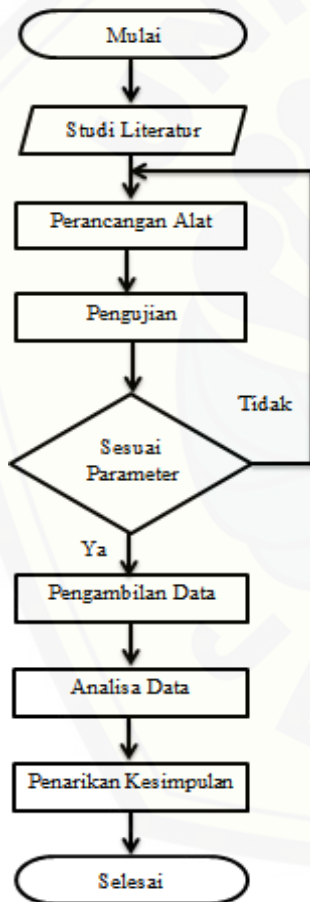 Mulai
Studi Literatur
Perancangan Alat
Pengujian
Tidak
Sesuai
Parameter
Ya
Pengambilan Data
Analisa Data
Penarikan Kesimpulan
Selesai